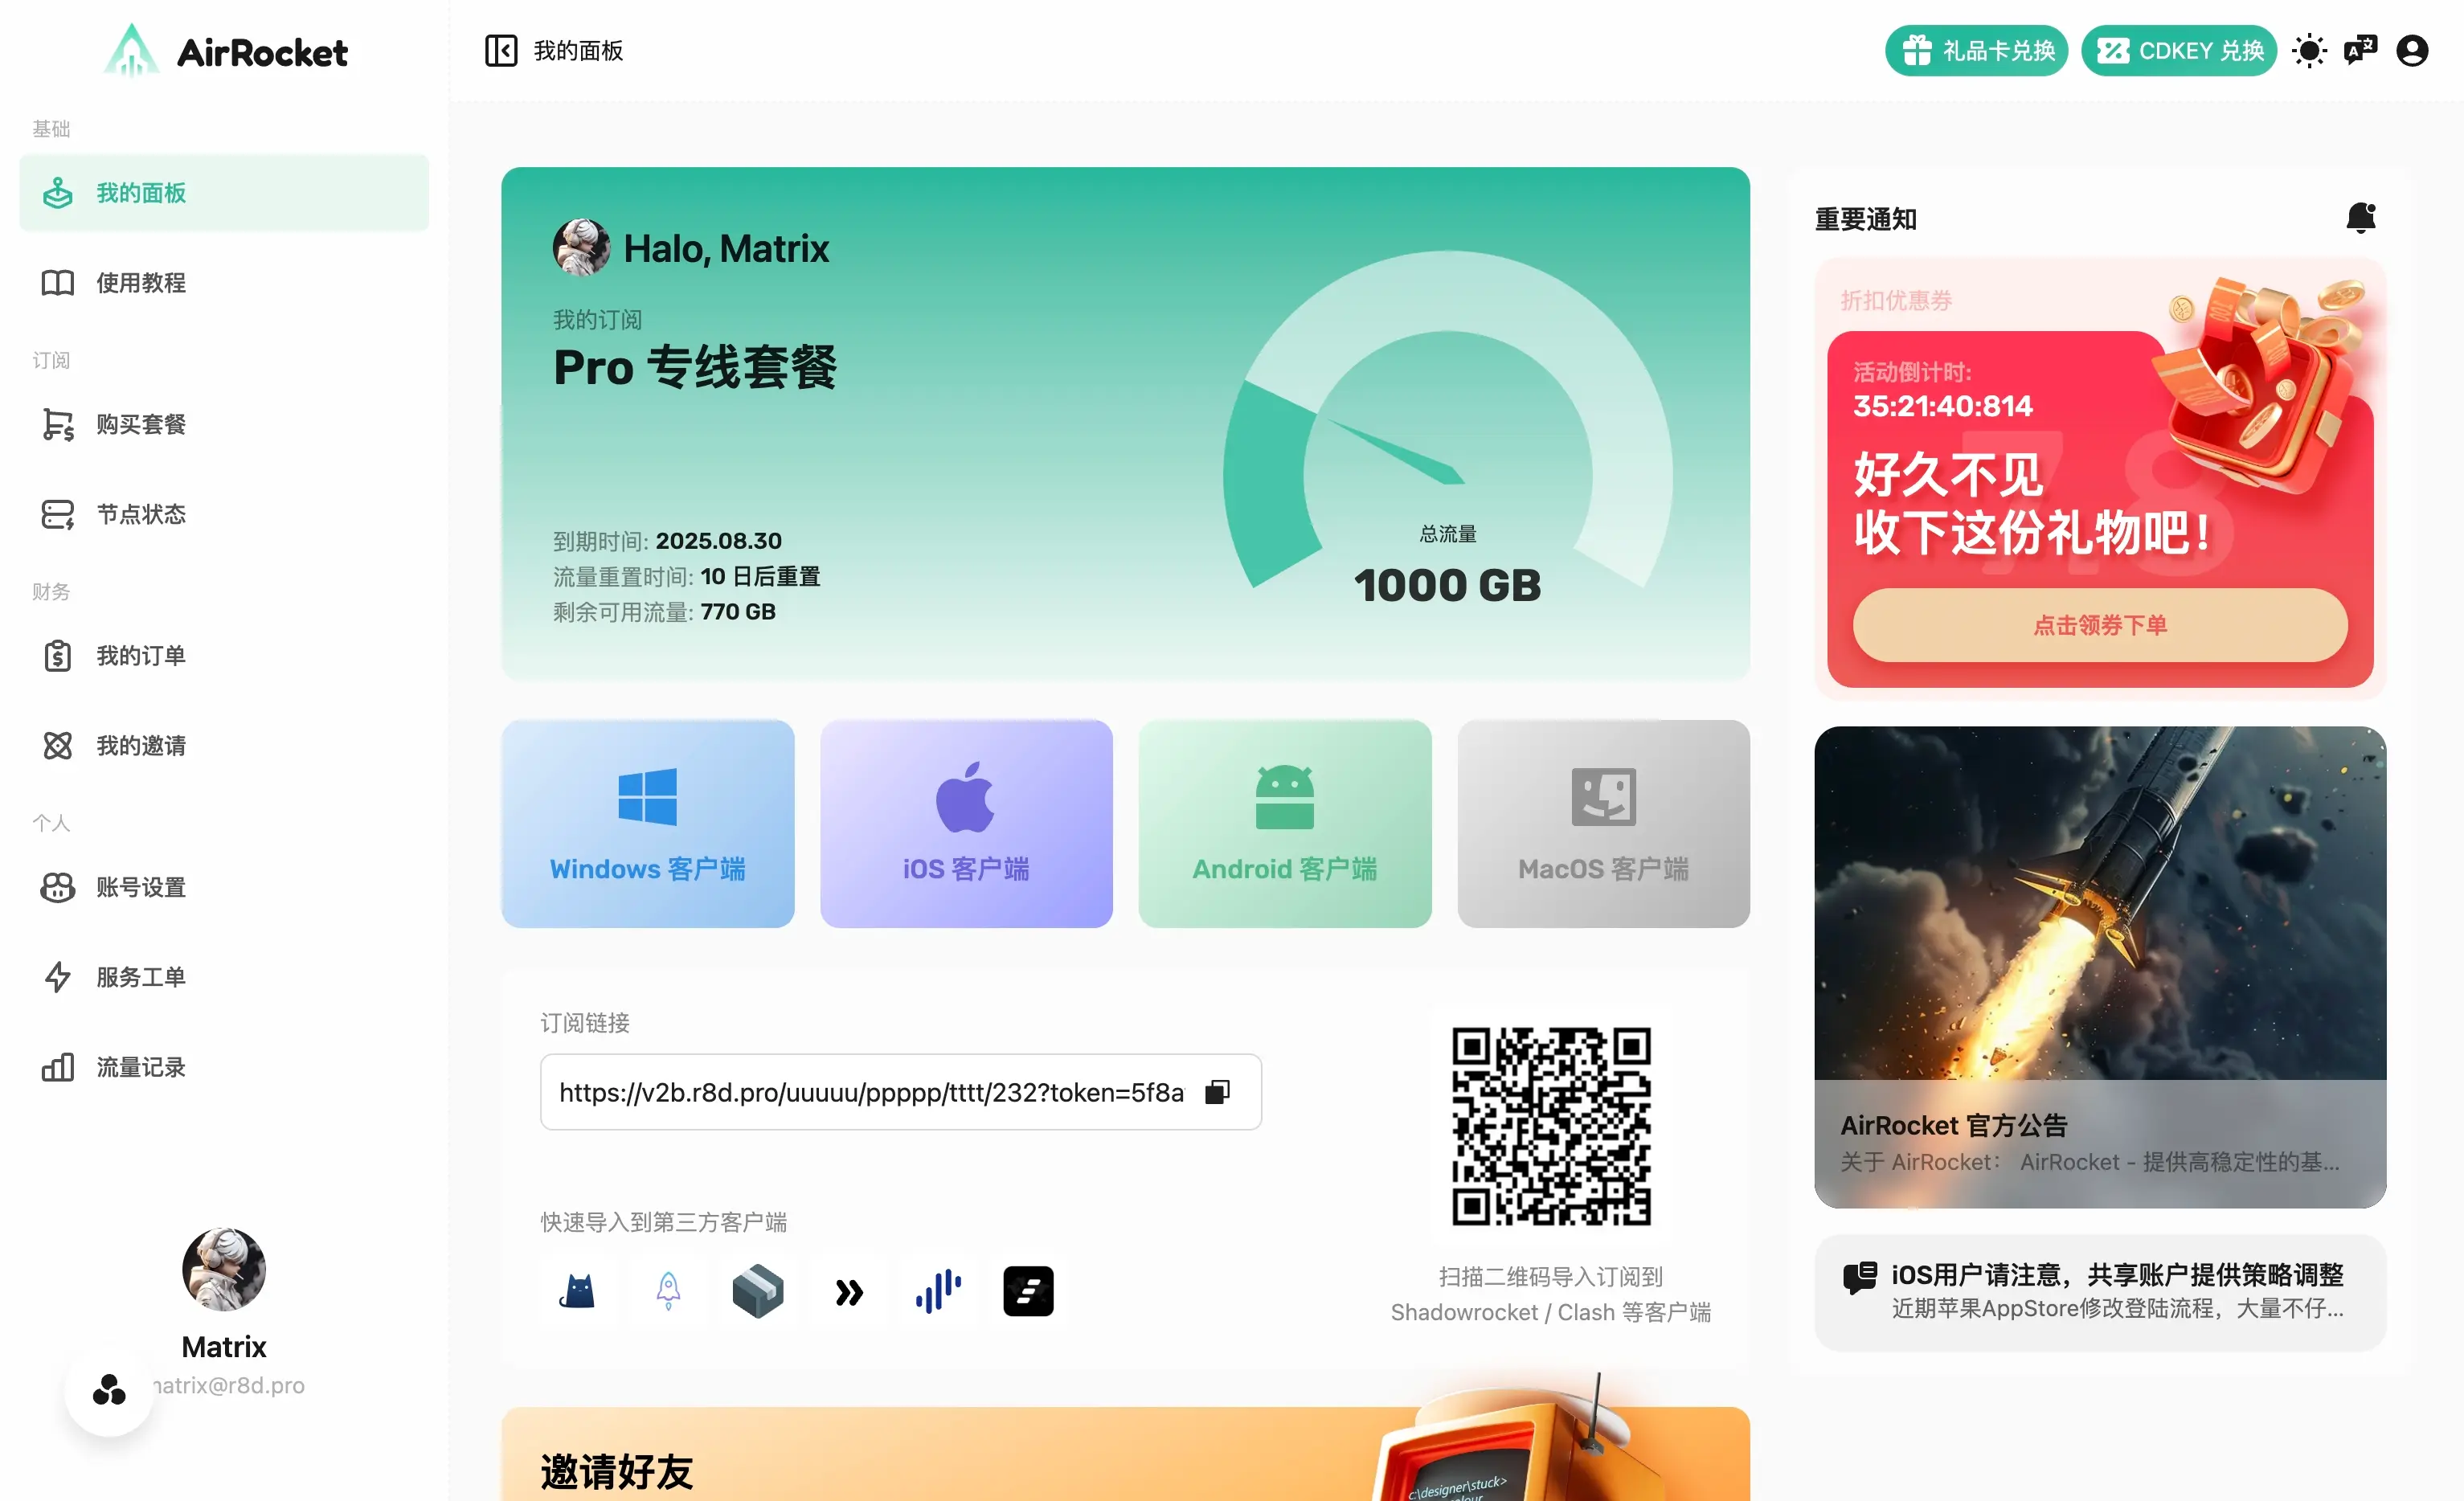 AirRocket
基础
我的面板
使用教程
订阅
购买套餐
节点状态
财务
我的订单
我的邀请
个人
账号设置
服务工单
流量记录
Matrix
atrix@r8d.pro
我的面板
礼品卡兑换
CDKEY 兑换
Halo, Matrix
我的订阅
Pro 专线套餐
到期时间: 2025.08.30
流量重置时间: 10 日后重置
剩余可用流量: 770 GB
总流量
1000 GB
Windows 客户端
iOS 客户端
Android 客户端
MacOS 客户端
订阅链接
https://v2b.r8d.pro/uuuuu/ppppp/tttt/232?token=5f8a
快速导入到第三方客户端
扫描二维码导入订阅到
Shadowrocket / Clash 等客户端
邀请好友
c:\designer\stuck>
重要通知
折扣优惠券
活动倒计时:
35:21:40:814
7.8
好久不见
收下这份礼物吧！
点击领券下单
AirRocket 官方公告
关于 AirRocket： AirRocket - 提供高稳定性的基...
iOS用户请注意，共享账户提供策略调整
近期苹果AppStore修改登陆流程，大量不仔...